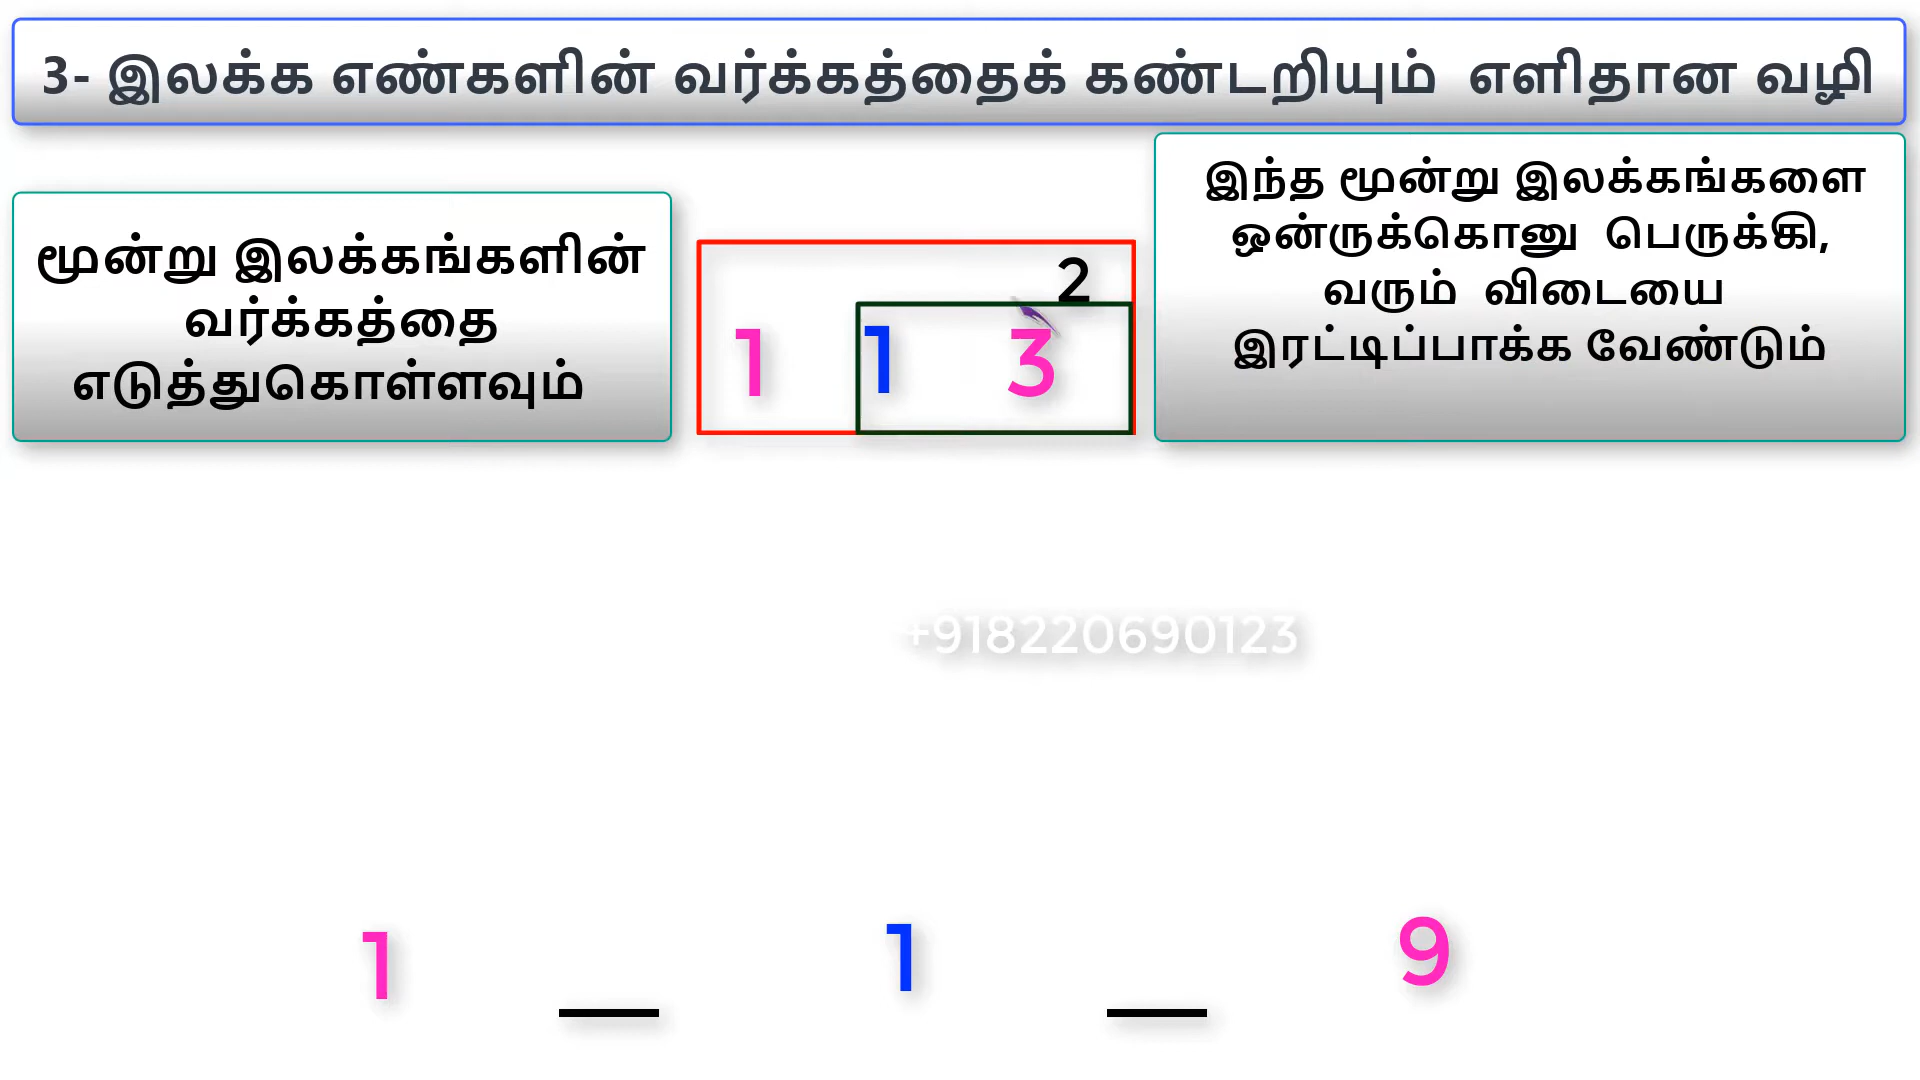 3- இலக்க எண்களின் வர்க்கத்தைக் கண்டறியும் எளிதான வழி
மூன்று இலக்கங்களின்
வர்க்கத்தை
எடுத்துகொள்ளவும்
2
1 1 3
இந்த மூன்று இலக்கங்களை
ஒன்ருக்கொனு பெருக்கி,
வரும் விடையை
இரட்டிப்பாக்க வேண்டும்
+918220690123
1 _ 1 _ 9